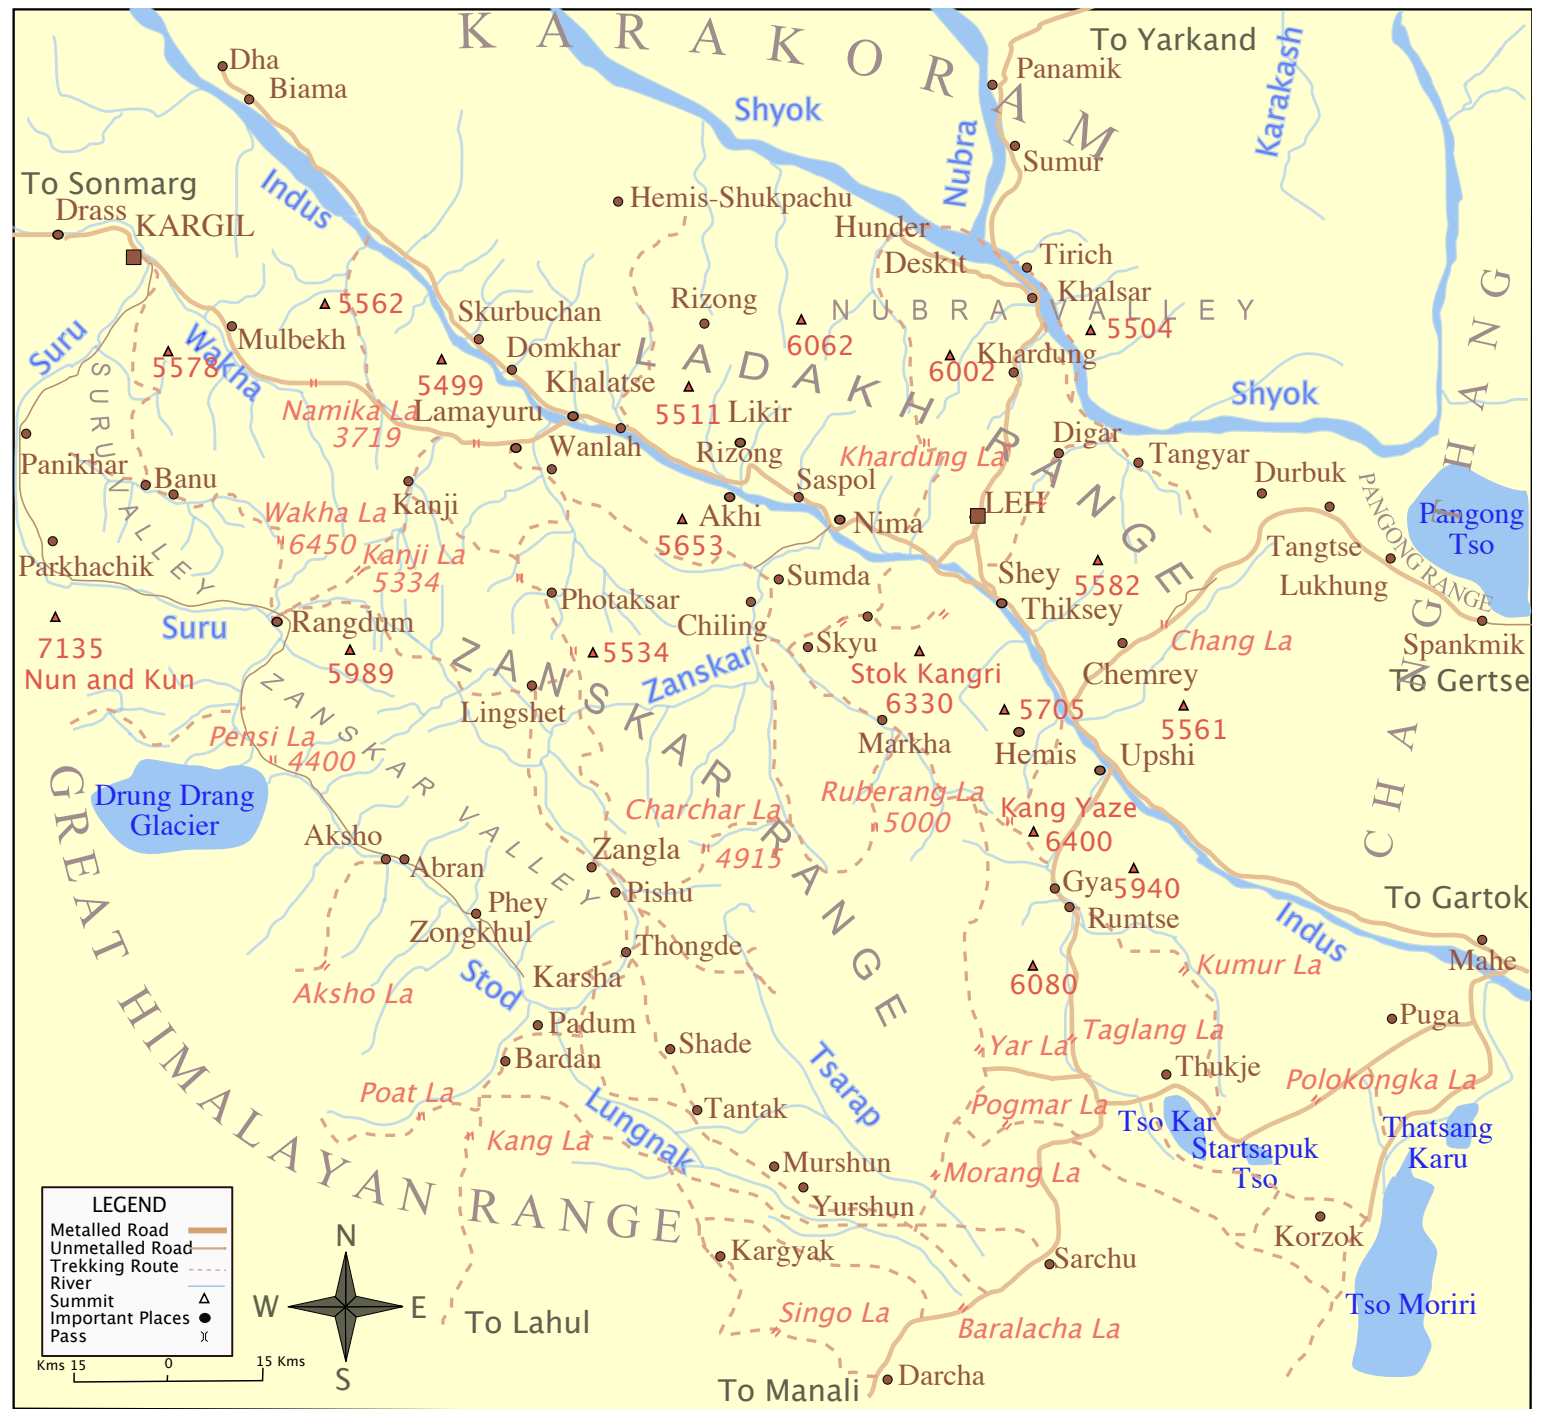 KARAKORAM
To Yarkand
Karakash
Dha
Biama
Panamik
Shyok
Nubra
Sumur
To Sonmarg
Indus
Drass
KARGIL
Hemis-Shukpachu
Hunder
Deskit
Tirich
Khalsar
NUBRA VALLEY
CHANG THANG
5562
Skurbuchan
Rizong
6062
5504
Suru
Mulbekh
Wakha
5578
Domkhar
5499
Khalatse
LADAKH RANGE
5511
Likir
6002
Khardung
Shyok
SURU VALLEY
Namika La
3719
Lamayuru
Wanlah
Rizong
Khardung La
Digar
Tangyar
Durbuk
PANGONG RANGE
Panikhar
Banu
Kanji
Saspol
LEH
Pangong
Tso
Wakha La
6450
Akhi
Nima
5653
Tangtse
Lukhung
Kanji La
5334
Parkhachik
Sumda
Shey
Thiksey
5582
Photaksar
Chiling
Suru
Rangdum
7135
Nun and Kun
5989
5534
Skyu
Chang La
Spankmik
To Gertse
ZANSKAR RANGE
Zanskar
Stok Kangri
6330
Chemrey
Lingshet
Markha
5705
Hemis
5561
Upshi
Pensi La
4400
ZANSKAR VALLEY
Drung Drang
Glacier
Charchar La
4915
Ruberang La
5000
Kang Yaze
6400
GREAT HIMALAYAN RANGE
Aksho
Abran
Zangla
Pishu
Gya
5940
Rumtse
To Gartok
Phey
Zongkhul
Thongde
Indus
Mahe
Stod
Karsha
Aksho La
6080
Kumur La
Padum
Bardan
Shade
Yar La
Taglang La
Puga
Tsarap
Thukje
Polokongka La
Poat La
Lungnak
Tantak
Pogmar La
Tso Kar
Startsapuk
Tso
Thatsang
Karu
Kang La
Murshun
Yurshun
Morang La
Kargyak
Sarchu
Korzok
Tso Moriri
Singo La
Baralacha La
To Lahul
Darcha
To Manali
LEGEND
Metalled Road
Unmetalled Road
Trekking Route
River
Summit
Important Places
Pass
Kms 15
0
15 Kms
N
W
E
S